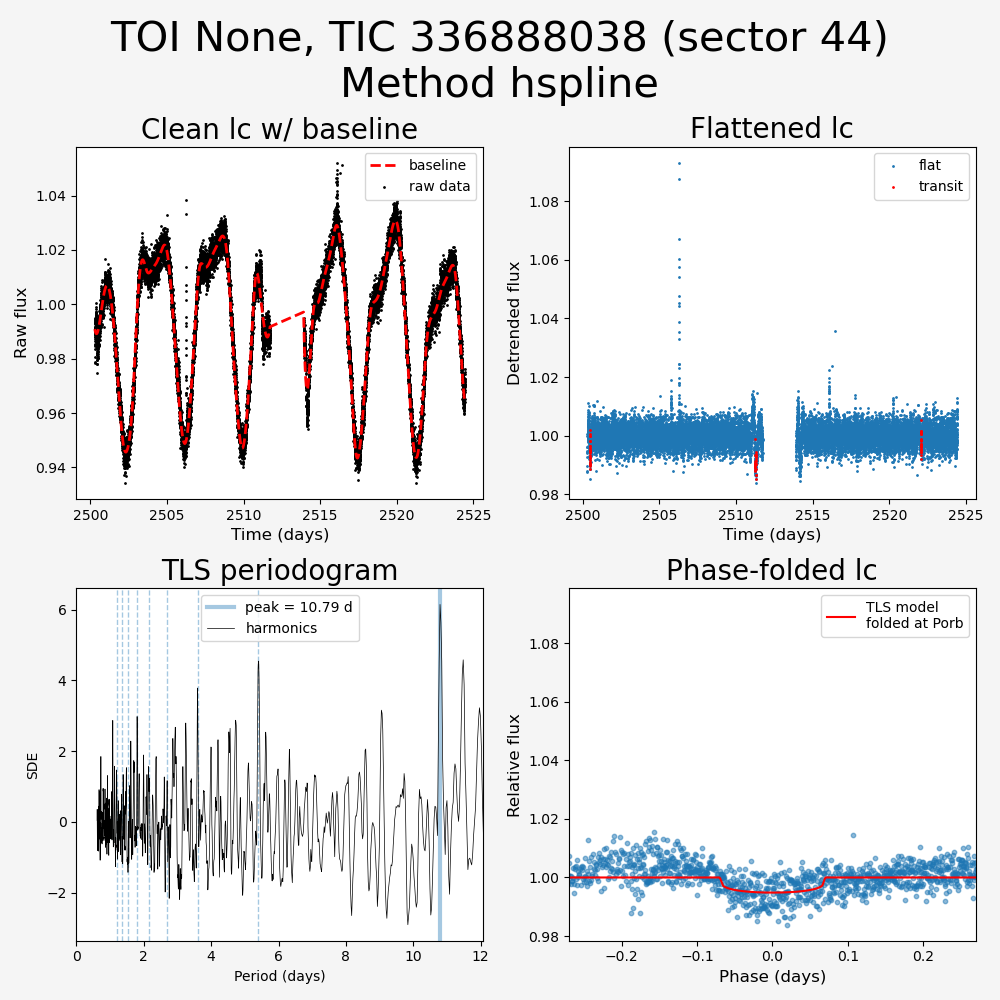 TOI None, TIC 336888038 (sector 44)
Method hspline
Clean lc w/ baseline
baseline
raw data
1.04
1.02
1.00
0.98
0.96
0.94
Raw flux
2500
2505
2510
2515
2520
2525
Time (days)
Flattened lc
flat
transit
1.08
1.06
1.04
1.02
1.00
0.98
Detrended flux
2500
2505
2510
2515
2520
2525
Time (days)
TLS periodogram
peak = 10.79 d
harmonics
6
4
2
0
−2
SDE
0
2
4
6
8
10
12
Period (days)
Phase-folded lc
TLS model
folded at Porb
1.08
1.06
1.04
1.02
1.00
0.98
Relative flux
−0.2
−0.1
0.0
0.1
0.2
Phase (days)